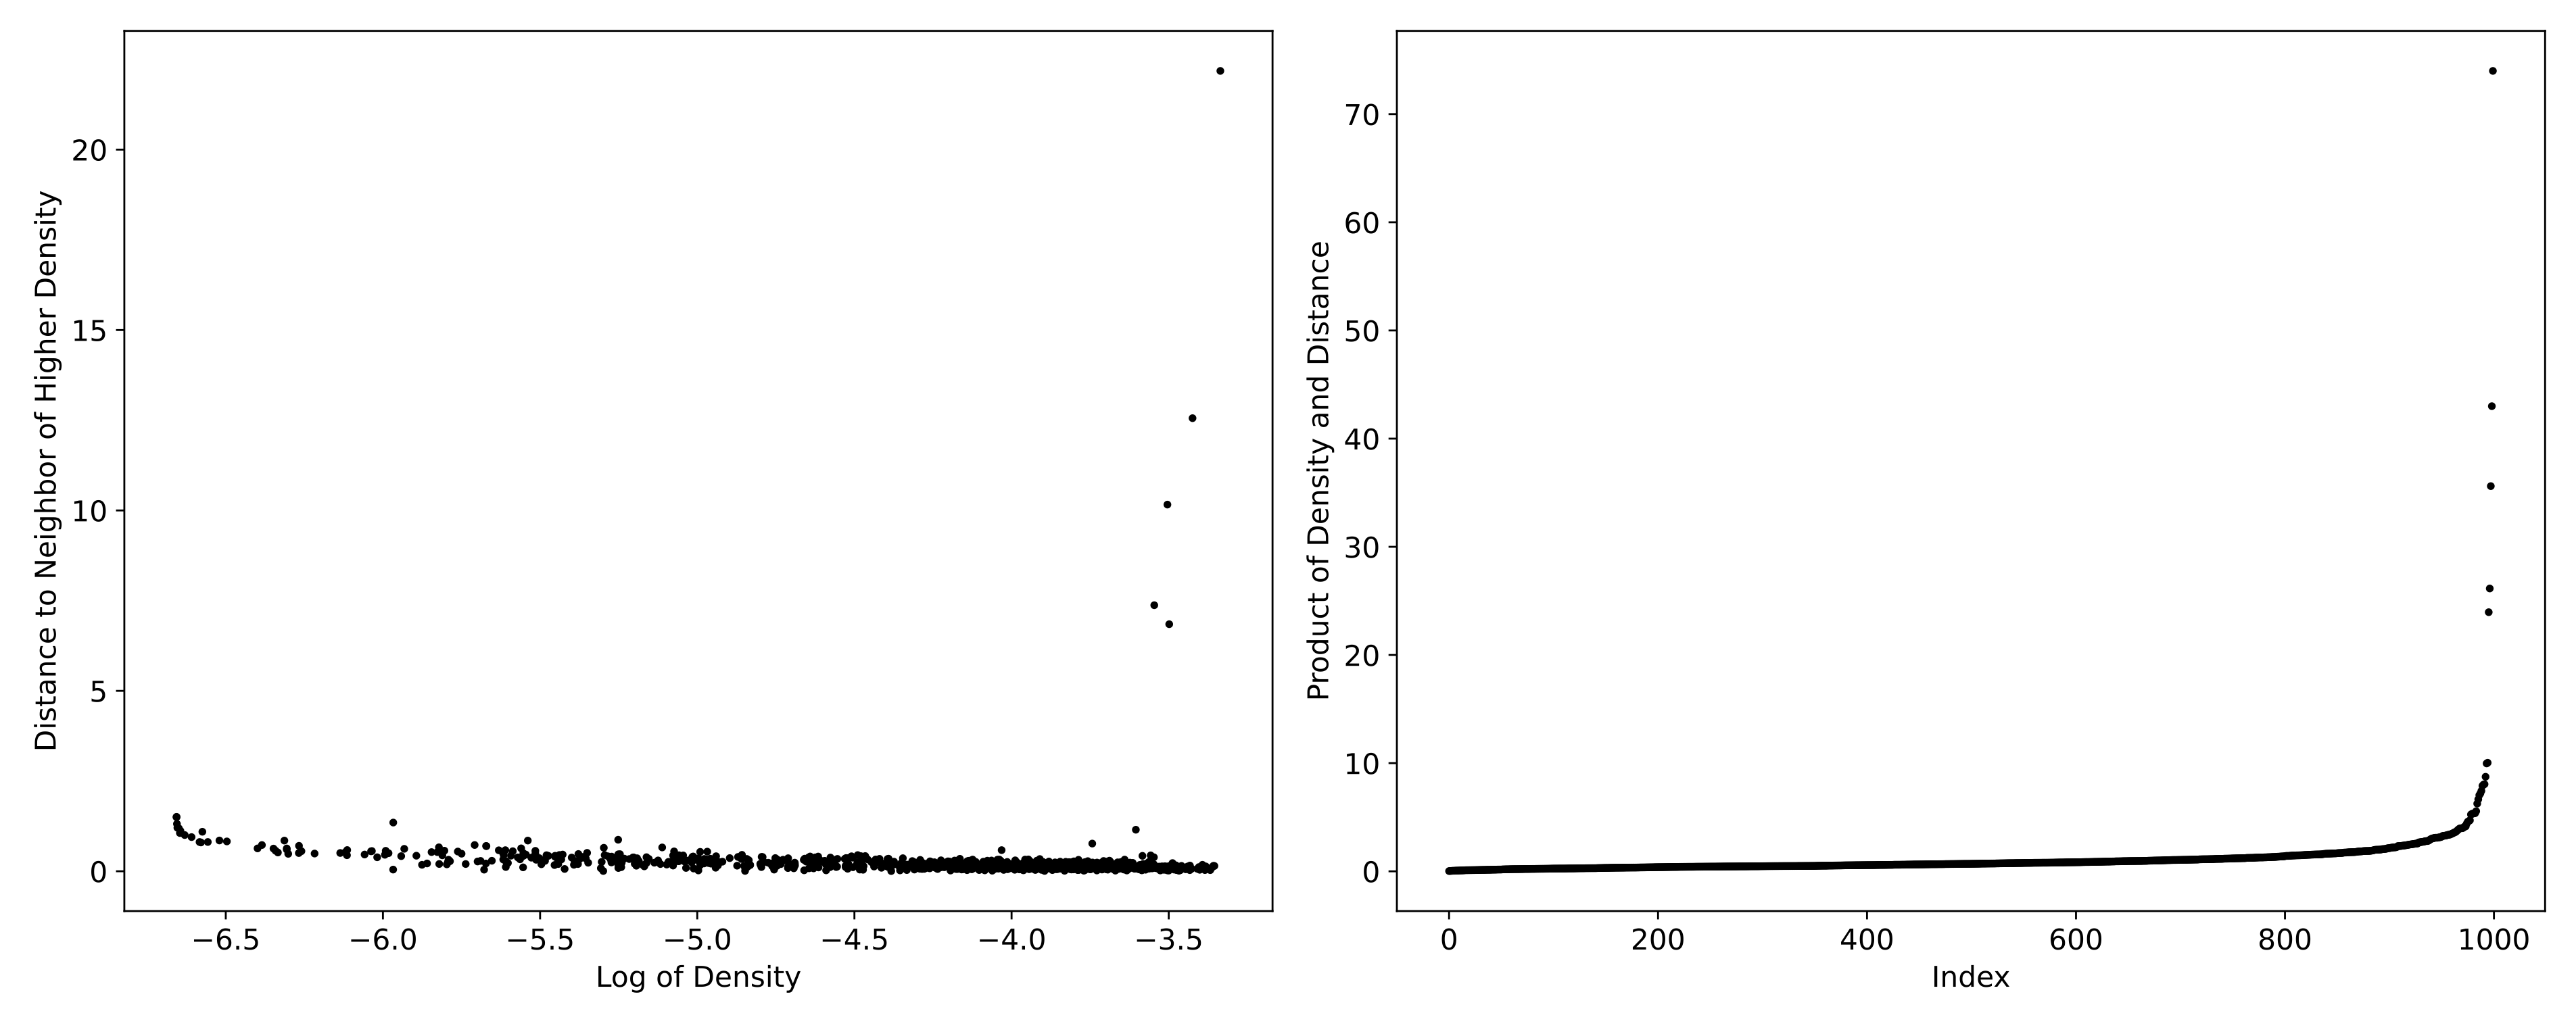 Distance to Neighbor of Higher Density
20
15
10
5
0
−6.5 −6.0 −5.5 −5.0 −4.5 −4.0 −3.5
Log of Density
Product of Density and Distance
70
60
50
40
30
20
10
0
0 200 400 600 800 1000
Index